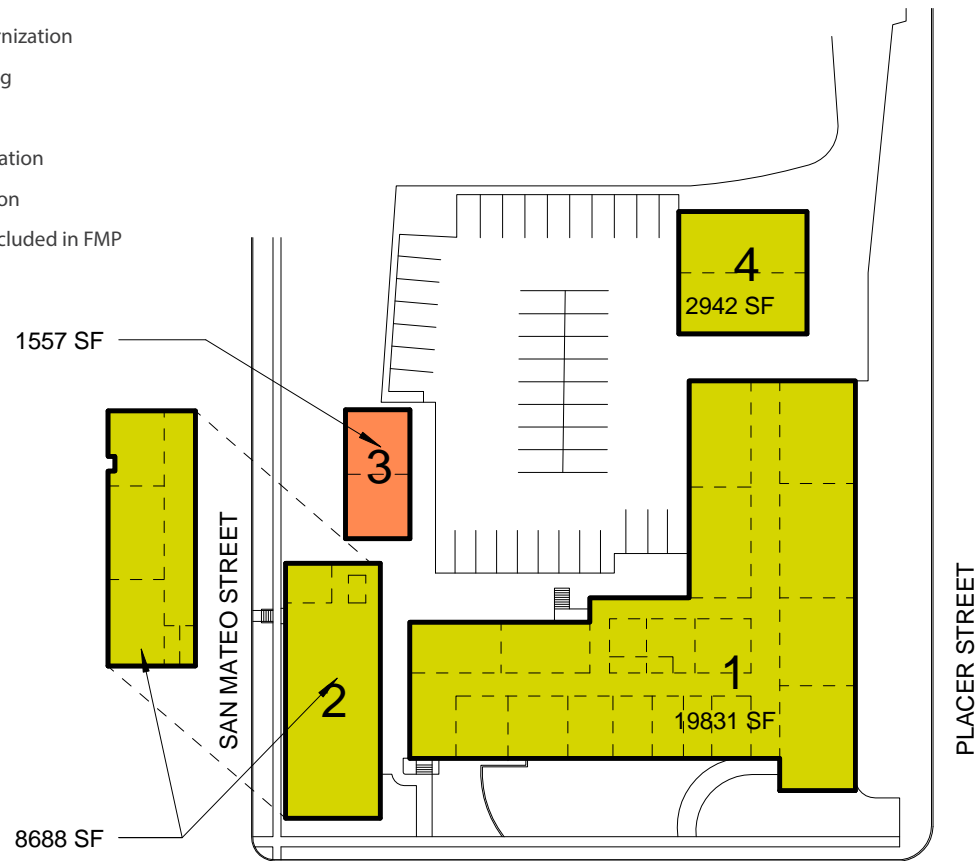 rnization
g
ation
on
cluded in FMP
4
2942 SF
1557 SF
3
SAN MATEO STREET
PLACER STREET
2
1
19831 SF
8688 SF